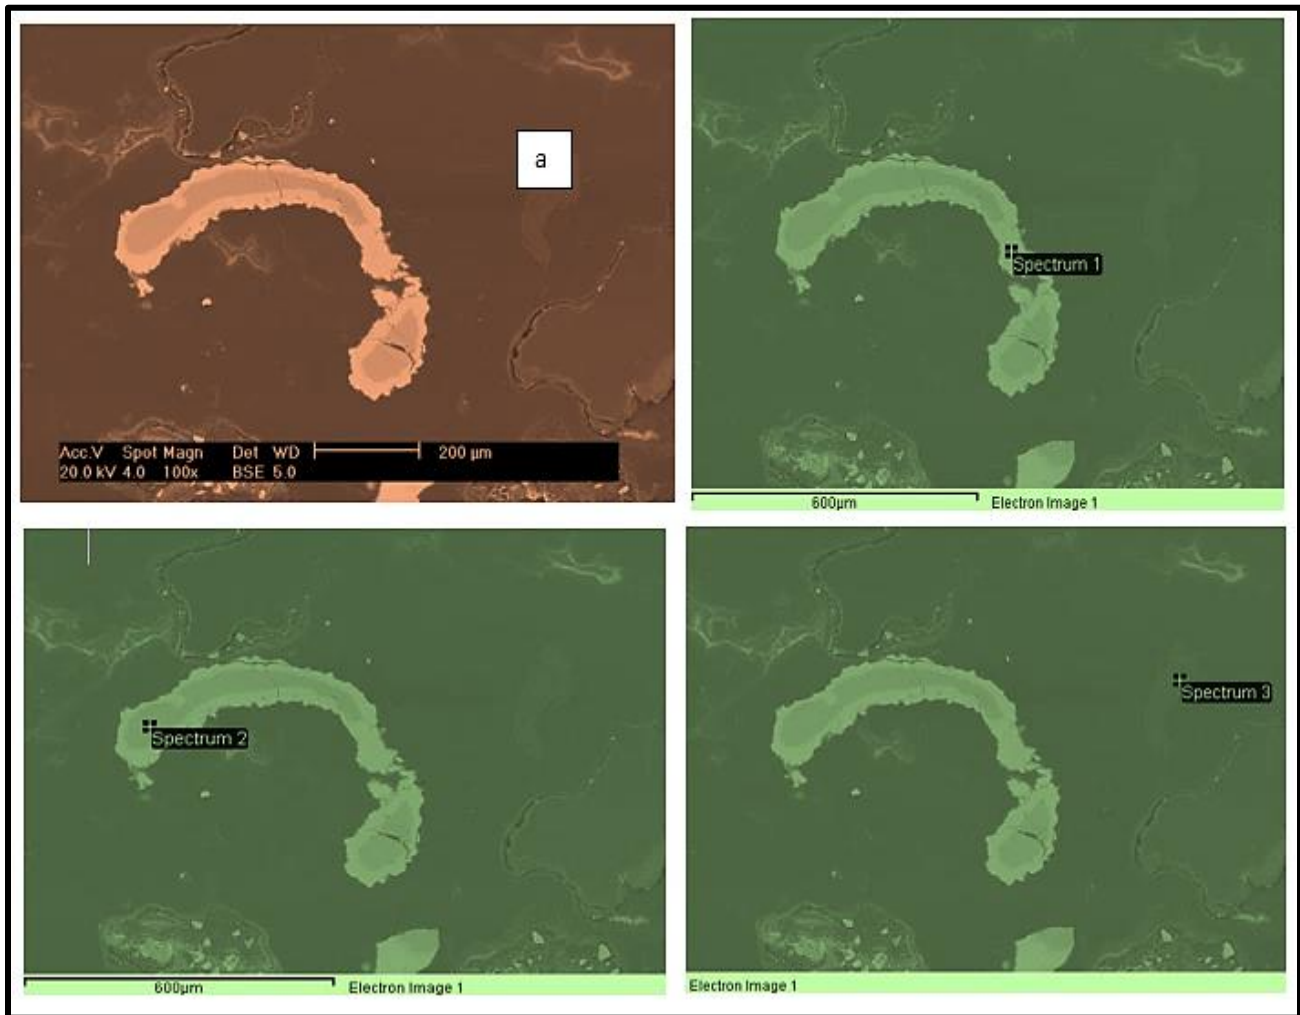 a
Acc.V Spot Magn Det WD 200 µm
20.0 kV 4.0 100x BSE 5.0
Spectrum 1
600µm Electron Image 1
Spectrum 2
600µm Electron Image 1
Spectrum 3
Electron Image 1